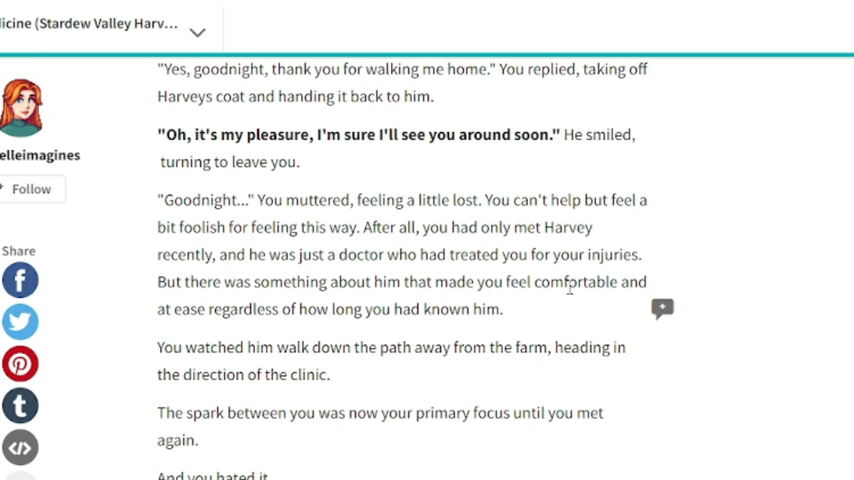 icine (Stardew Valley Harv...
"Yes, goodnight, thank you for walking me home." You replied, taking off
Harveys coat and handing it back to him.
"Oh, it's my pleasure, I'm sure I'll see you around soon." He smiled,
turning to leave you.
elleimagines
Follow
"Goodnight..." You muttered, feeling a little lost. You can't help but feel a
bit foolish for feeling this way. After all, you had only met Harvey
recently, and he was just a doctor who had treated you for your injuries.
But there was something about him that made you feel comfortable and
at ease regardless of how long you had known him.
Share
You watched him walk down the path away from the farm, heading in
the direction of the clinic.
The spark between you was now your primary focus until you met
again.
And you hated it.